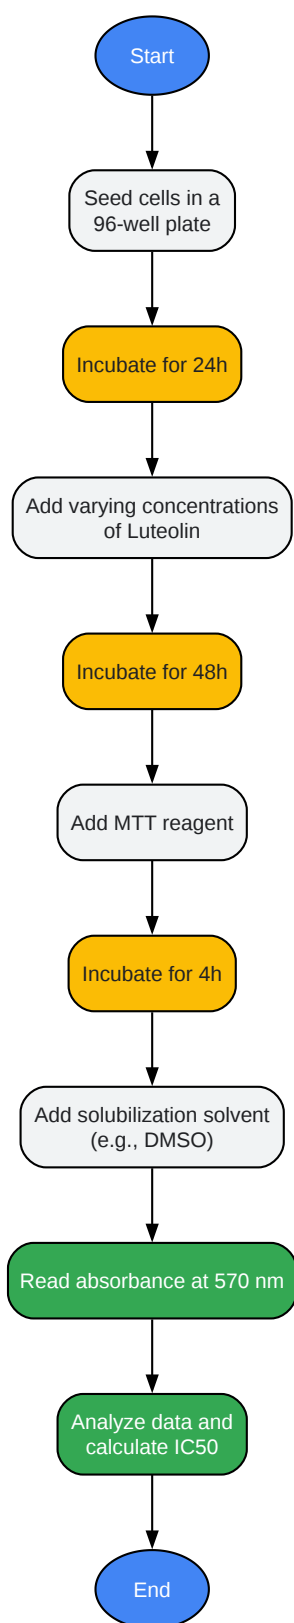 Start
Seed cells in a
96-well plate
Incubate for 24h
Add varying concentrations
of Luteolin
Incubate for 48h
Add MTT reagent
Incubate for 4h
Add solubilization solvent
(e.g., DMSO)
Read absorbance at 570 nm
Analyze data and
calculate IC50
End